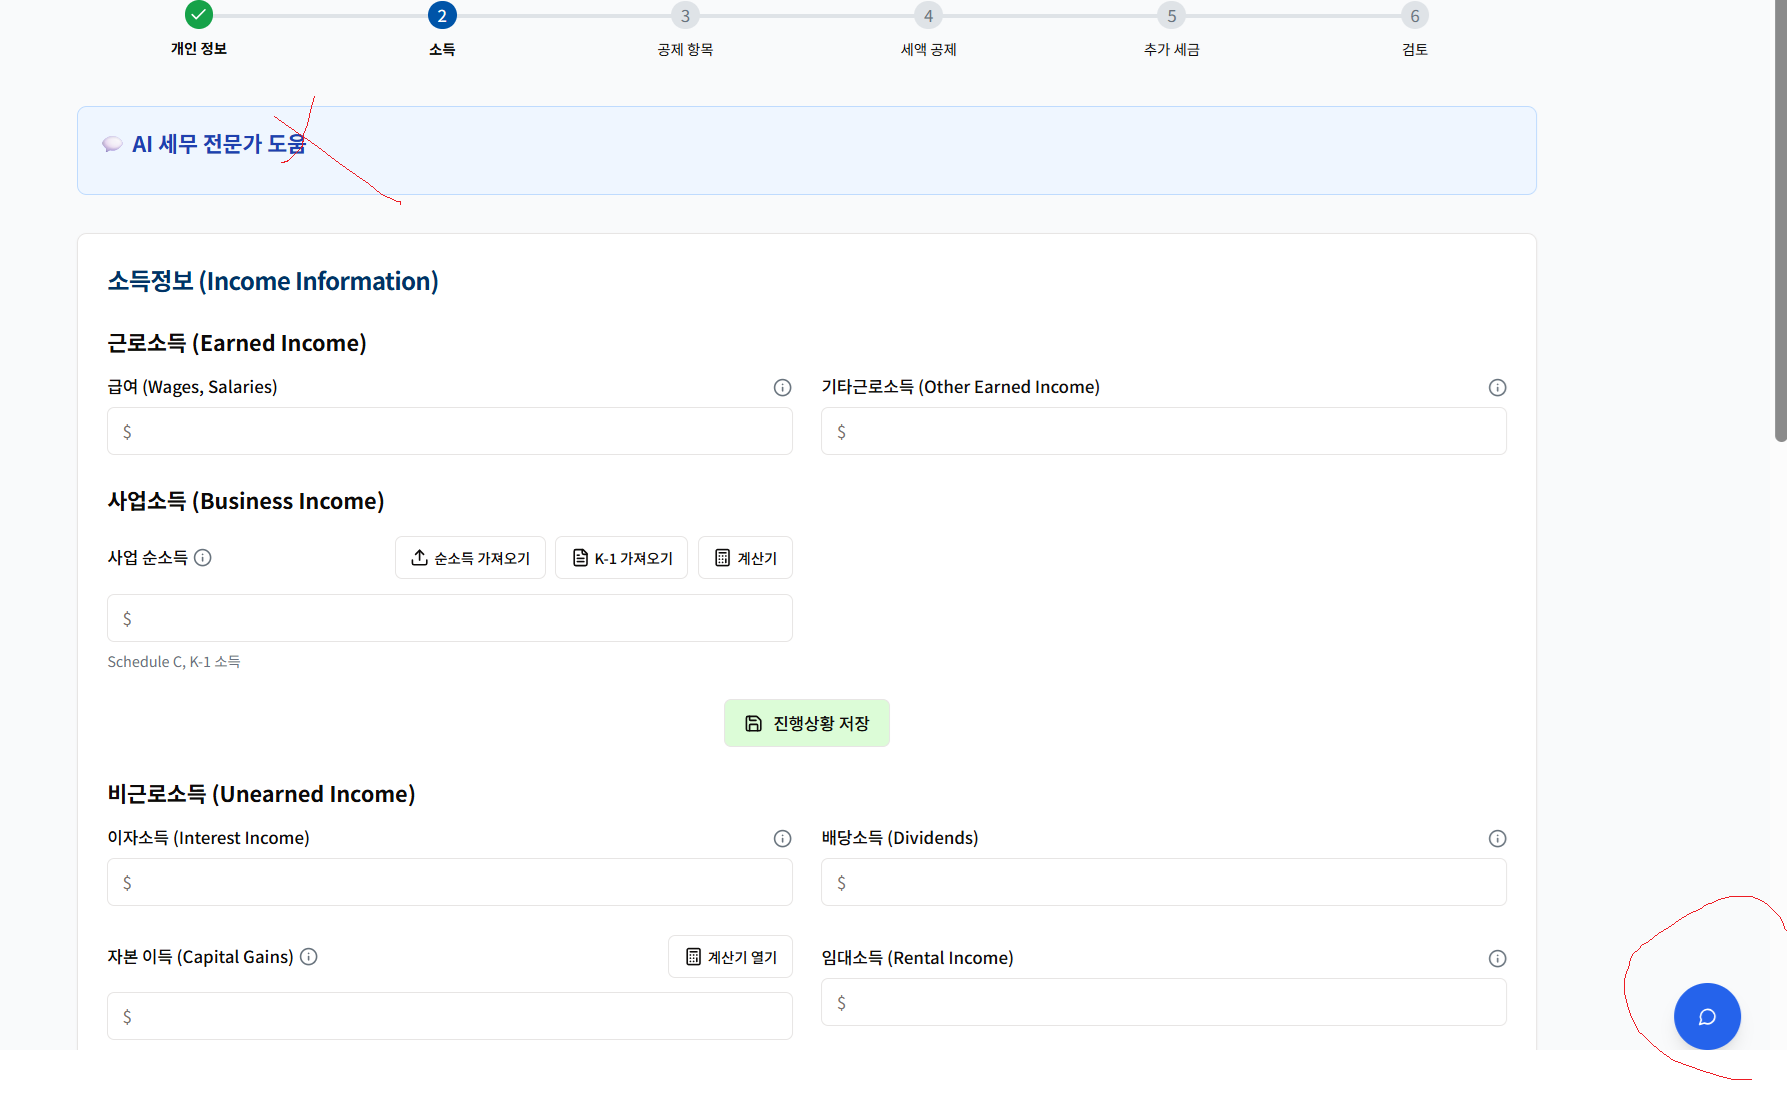 2 3 4 5 6
개인 정보 소득 공제 항목 세액 공제 추가 세금 검토
AI 세무 전문가 도움
소득정보 (Income Information)
근로소득 (Earned Income)
급여 (Wages, Salaries) 기타근로소득 (Other Earned Income)
$ $
사업소득 (Business Income)
사업 순소득 순소득 가져오기 K-1 가져오기 계산기
$
Schedule C, K-1 소득
진행상황 저장
비근로소득 (Unearned Income)
이자소득 (Interest Income) 배당소득 (Dividends)
$ $
자본 이득 (Capital Gains) 계산기 열기 임대소득 (Rental Income)
$ $